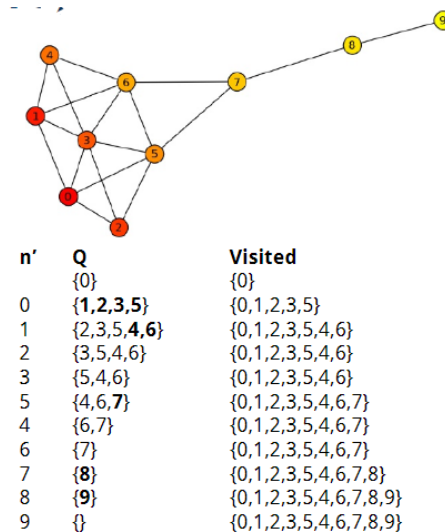 9
8
4
6
7
1
3
5
0
2
n’ Q Visited
{0} {0}
0 {1,2,3,5} {0,1,2,3,5}
1 {2,3,5,4,6} {0,1,2,3,5,4,6}
2 {3,5,4,6} {0,1,2,3,5,4,6}
3 {5,4,6} {0,1,2,3,5,4,6}
5 {4,6,7} {0,1,2,3,5,4,6,7}
4 {6,7} {0,1,2,3,5,4,6,7}
6 {7} {0,1,2,3,5,4,6,7}
7 {8} {0,1,2,3,5,4,6,7,8}
8 {9} {0,1,2,3,5,4,6,7,8,9}
9 {} {0,1,2,3,5,4,6,7,8,9}